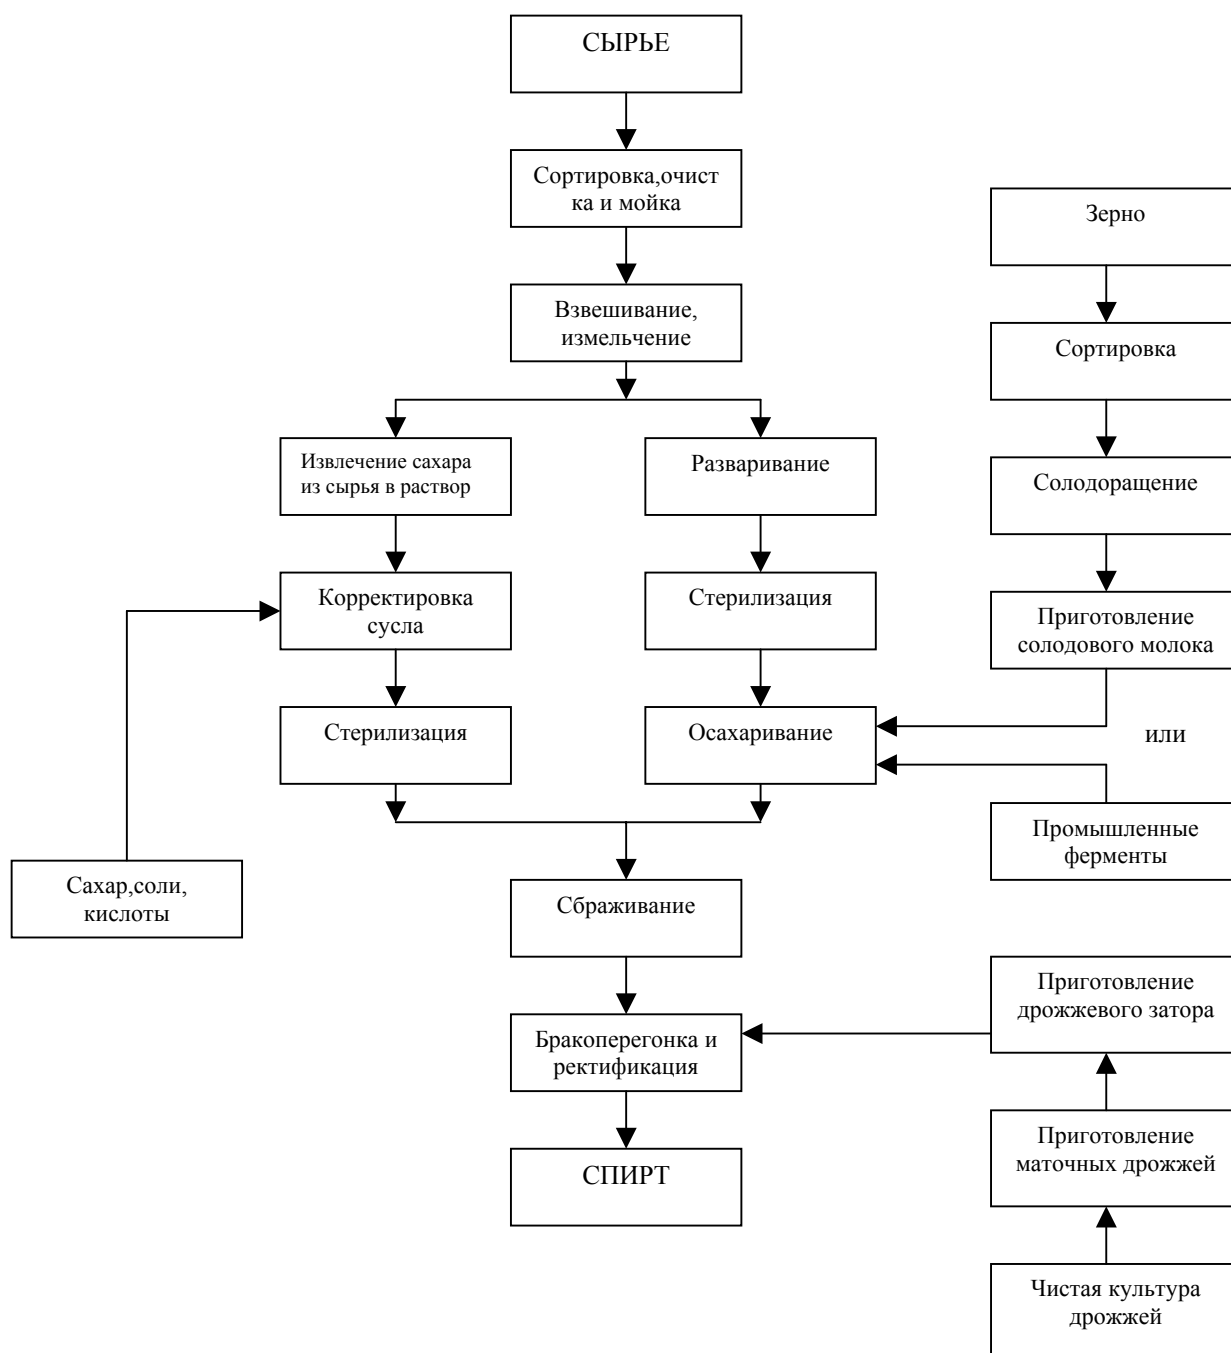 СЫРЬЕ
Сортировка,очист
ка и мойка
Зерно
Взвешивание,
измельчение
Сортировка
Извлечение сахара
из сырья в раствор
Разваривание
Солодоращение
Корректировка
сусла
Стерилизация
Приготовление
солодового молока
Стерилизация
Осахаривание
или
Промышленные
ферменты
Сахар,соли,
кислоты
Сбраживание
Приготовление
дрожжевого затора
Бракоперегонка и
ректификация
Приготовление
маточных дрожжей
СПИРТ
Чистая культура
дрожжей